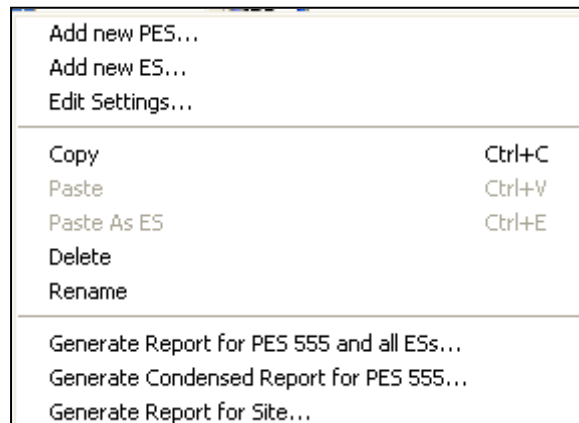 Add new PES...
Add new ES...
Edit Settings...
Copy Ctrl+C
Paste Ctrl+V
Paste As ES Ctrl+E
Delete
Rename
Generate Report for PES 555 and all ESs...
Generate Condensed Report for PES 555...
Generate Report for Site...